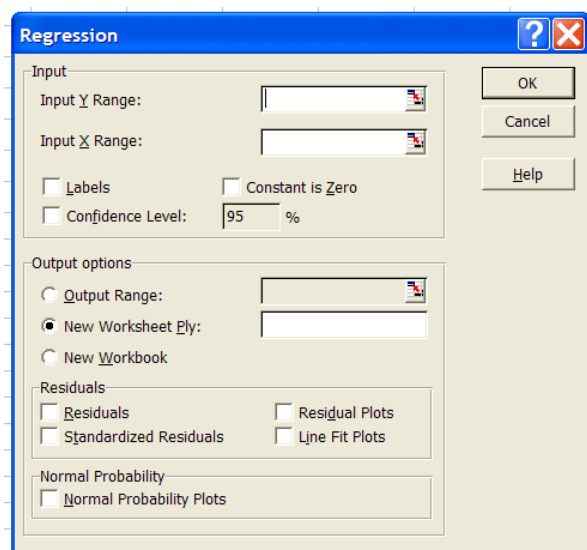 Regression
Input
Input Y Range:
Input X Range:
Labels
Constant is Zero
Confidence Level:
95
%
OK
Cancel
Help
Output options
Output Range:
New Worksheet Ply:
New Workbook
Residuals
Residuals
Residual Plots
Standardized Residuals
Line Fit Plots
Normal Probability
Normal Probability Plots